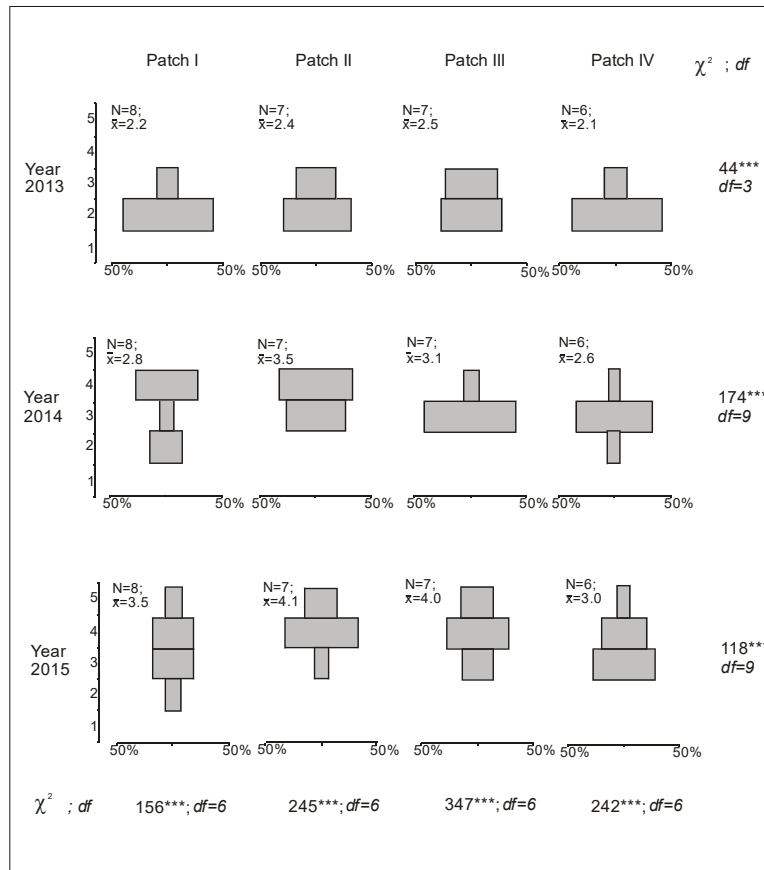 Patch I Patch II Patch III Patch IV χ² ; df
N=8; N=7; N=7; N=6;
x̄=2.2 x̄=2.4 x̄=2.5 x̄=2.1
5
4
3
2
1
Year
2013
44***
df=3
50% 50% 50% 50% 50% 50% 50% 50%
N=8; N=7; N=7; N=6;
x̄=2.8 x̄=3.5 x̄=3.1 x̄=2.6
5
4
3
2
1
Year
2014
174***
df=9
50% 50% 50% 50% 50% 50% 50% 50%
N=8; N=7; N=7; N=6;
x̄=3.5 x̄=4.1 x̄=4.0 x̄=3.0
5
4
3
2
1
Year
2015
118***
df=9
50% 50% 50% 50% 50% 50% 50% 50%
χ² ; df 156***; df=6 245***; df=6 347***; df=6 242***; df=6